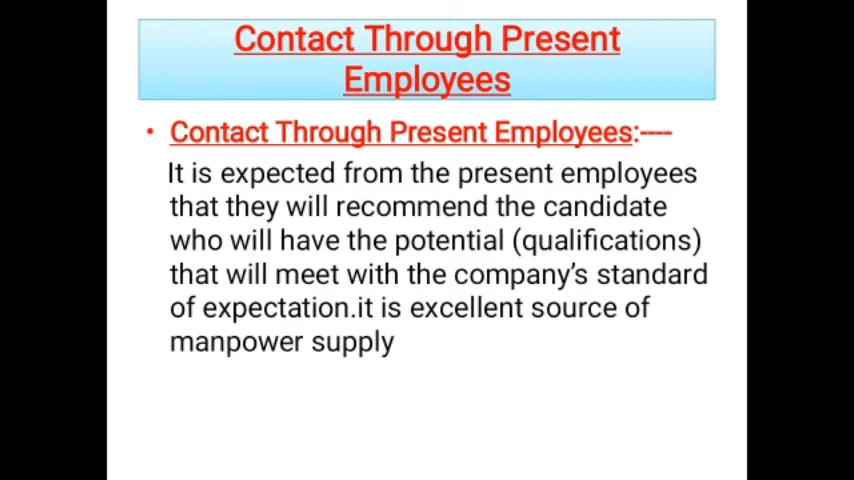 Contact Through Present
Employees
• Contact Through Present Employees:----
It is expected from the present employees
that they will recommend the candidate
who will have the potential (qualifications)
that will meet with the company's standard
of expectation.it is excellent source of
manpower supply